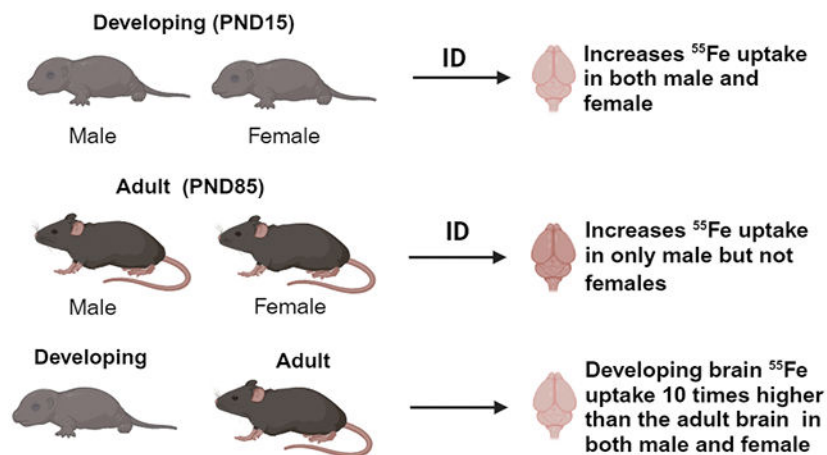 Developing (PND15)
Male
Female
ID
Increases ⁵⁵Fe uptake
in both male and
female
Adult (PND85)
Male
Female
ID
Increases ⁵⁵Fe uptake
in only male but not
females
Developing
Adult
Developing brain ⁵⁵Fe
uptake 10 times higher
than the adult brain in
both male and female